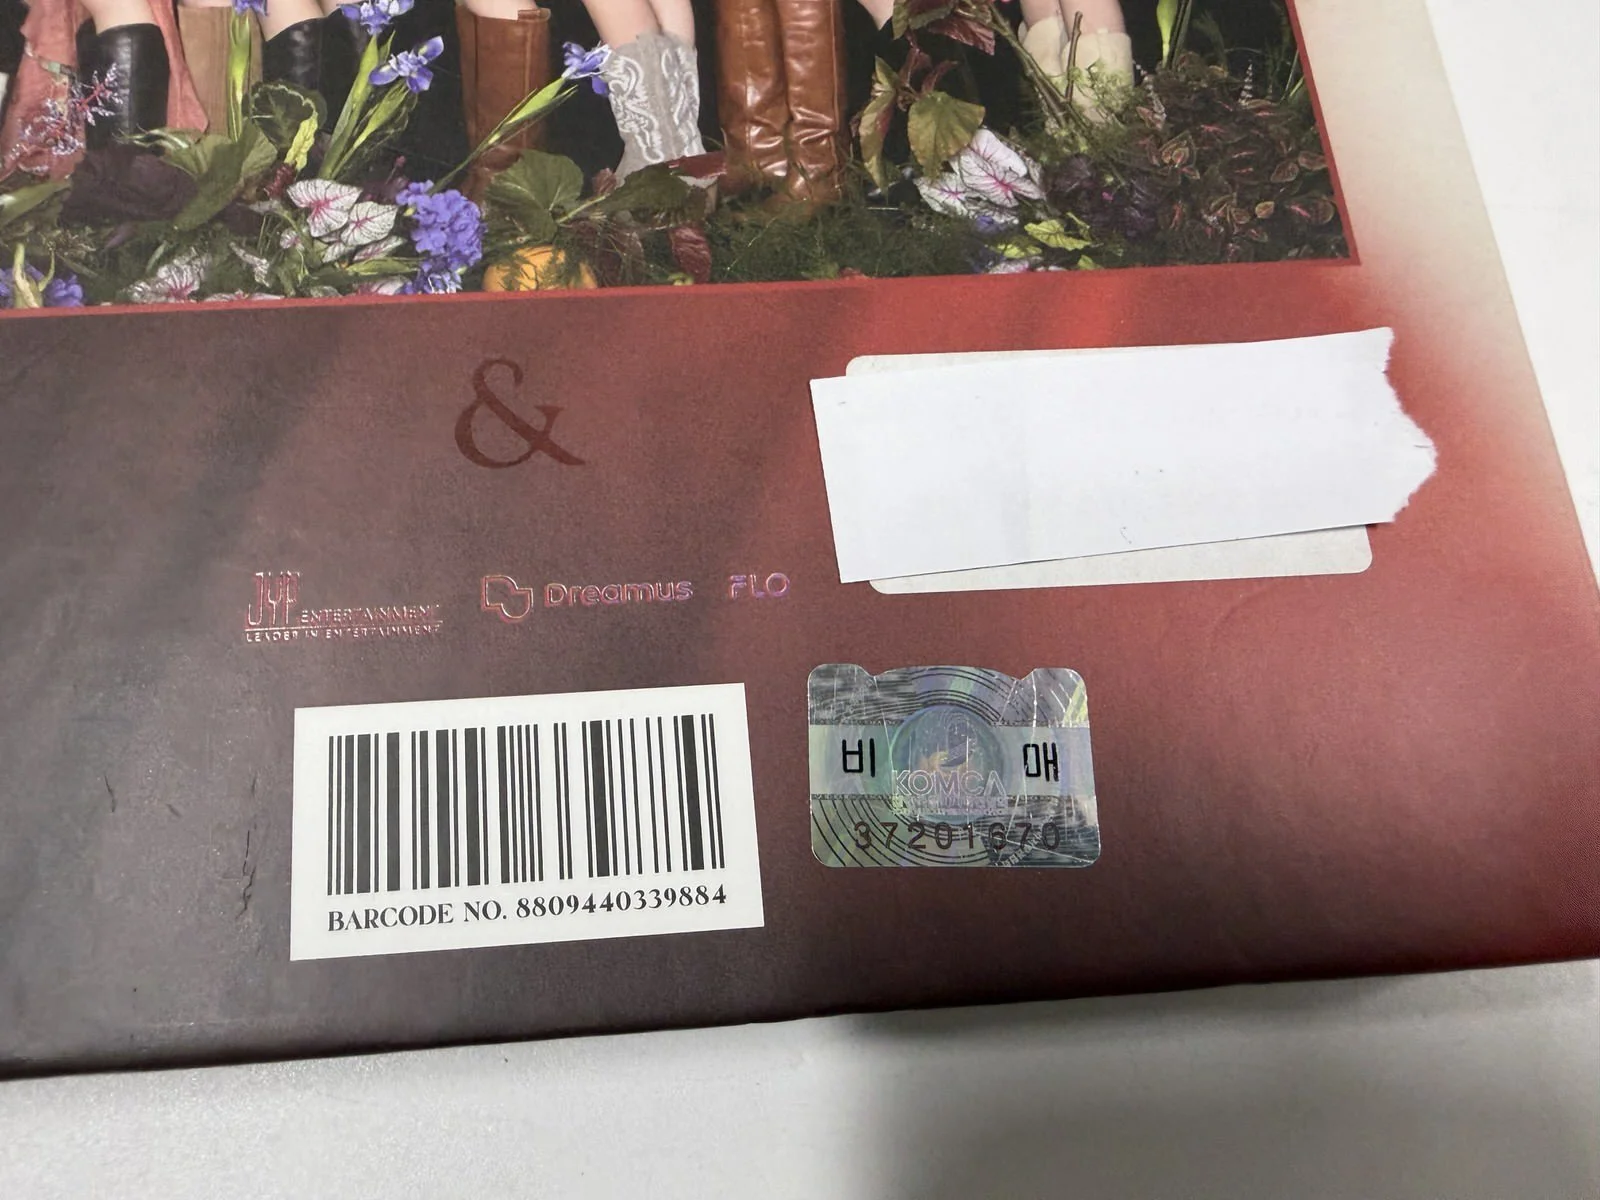 &
JYP ENTERTAINMENT
LEADER IN ENTERTAINMENT
Dreamus
FLO
BARCODE NO. 8809440339884
비 매
KOMCA
37201670